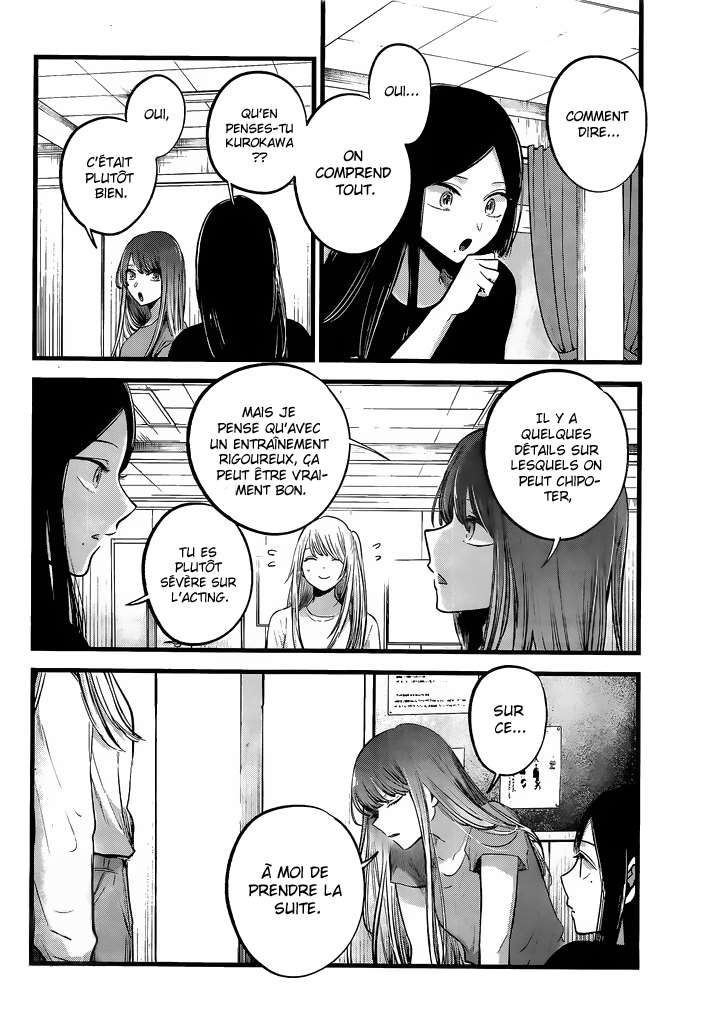 COMMENT
DIRE...
OUI...
ON
COMPREND
TOUT.
QU'EN
PENSES-TU
KUROKAWA
??
OUI,
C'ÉTAIT
PLUTÔT
BIEN.
IL Y A
QUELQUES
DÉTAILS SUR
LESQUELS ON
PEUT CHIPO-
TER,
MAIS JE
PENSE QU'AVEC
UN ENTRAÎNEMENT
RIGOUREUX, ÇA
PEUT ÊTRE VRAI-
MENT BON.
TU ES
PLUTÔT
SÉVÈRE SUR
L'ACTING.
SUR
CE...
À MOI DE
PRENDRE LA
SUITE.